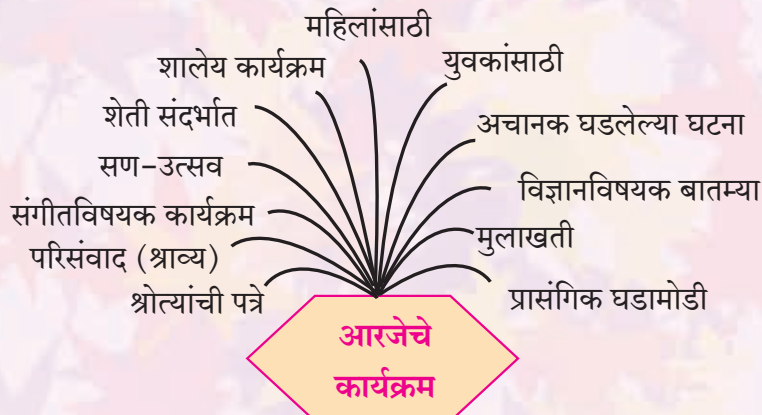 महिलांसाठी
शालेय कार्यक्रम
युवकांसाठी
शेती संदर्भात
अचानक घडलेल्या घटना
सण-उत्सव
विज्ञानविषयक बातम्या
संगीतविषयक कार्यक्रम
मुलाखती
परिसंवाद (श्राव्य)
श्रोत्यांची पत्रे
प्रासंगिक घडामोडी
आरजेचे
कार्यक्रम